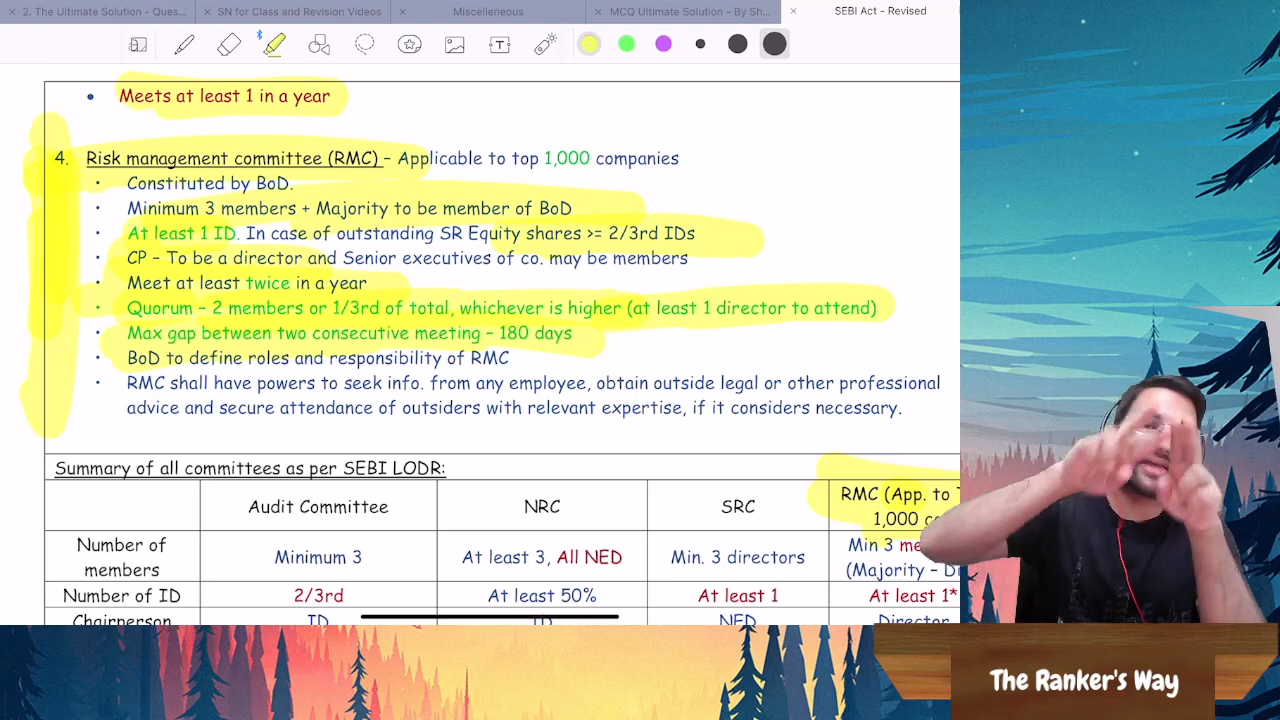 2. The Ultimate Solution - Ques...
SN for Class and Revision Videos
Miscellaneous
MCQ Ultimate Solution - By Sh...
SEBI Act - Revised
• Meets at least 1 in a year
4. Risk management committee (RMC) – Applicable to top 1,000 companies
• Constituted by BoD.
• Minimum 3 members + Majority to be member of BoD
• At least 1 ID. In case of outstanding SR Equity shares >= 2/3rd IDs
• CP – To be a director and Senior executives of co. may be members
• Meet at least twice in a year
• Quorum – 2 members or 1/3rd of total, whichever is higher (at least 1 director to attend)
• Max gap between two consecutive meeting – 180 days
• BoD to define roles and responsibility of RMC
• RMC shall have powers to seek info. from any employee, obtain outside legal or other professional
advice and secure attendance of outsiders with relevant expertise, if it considers necessary.
Summary of all committees as per SEBI LODR:
Audit Committee NRC SRC RMC (App. to
1,000
Number of members Minimum 3 At least 3, All NED Min. 3 directors Min 3
(Majority –
Number of ID 2/3rd At least 50% At least 1 At least 1*
Chairperson ID ID NED Director
The Ranker's Way